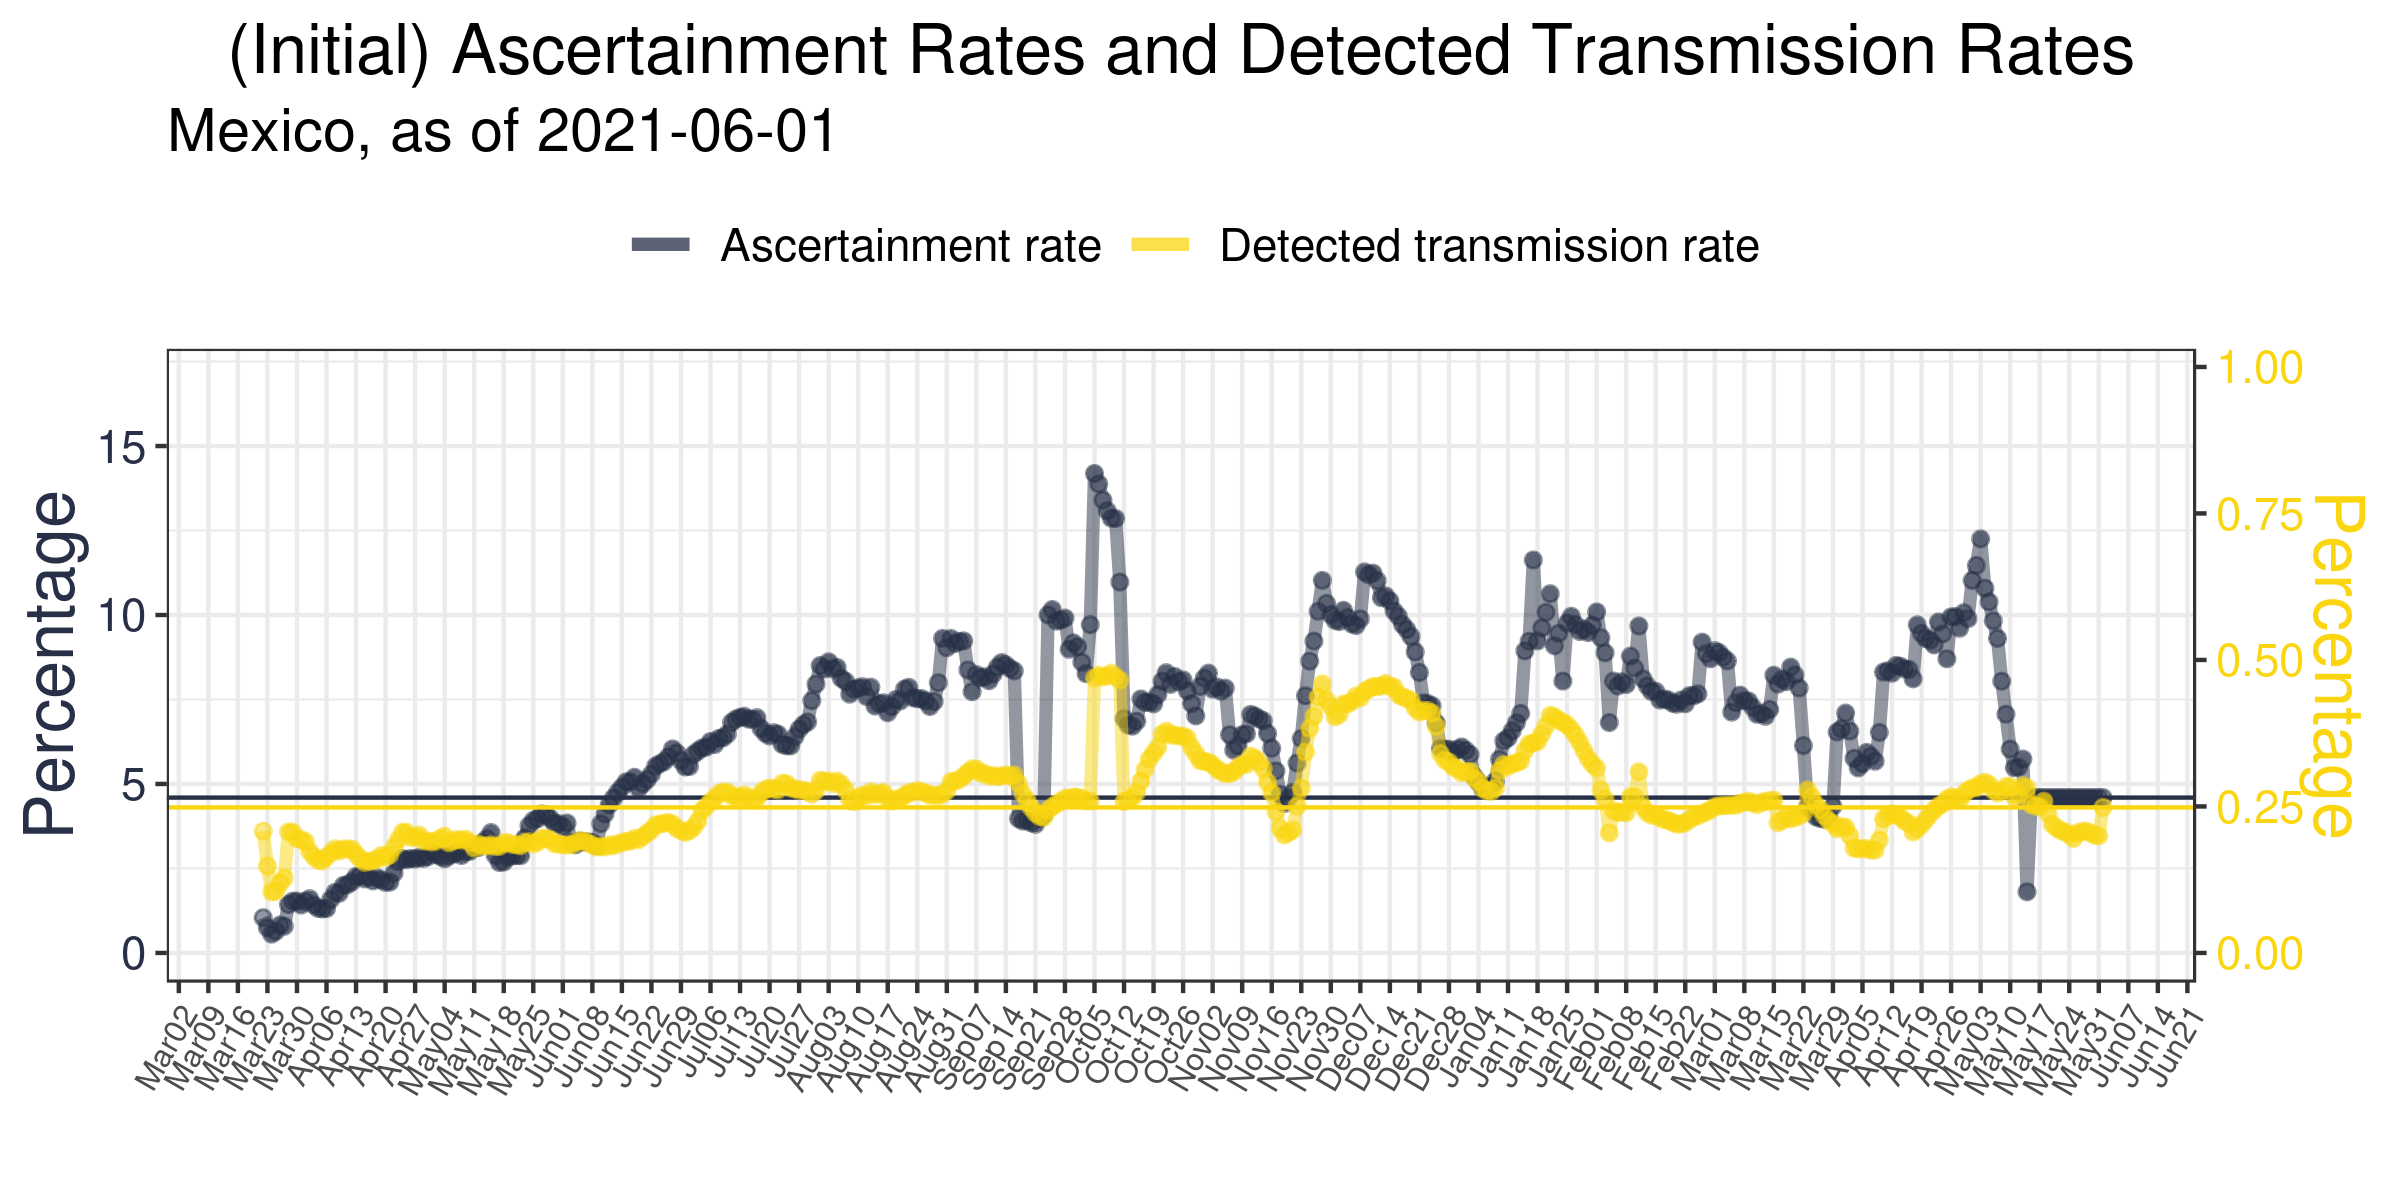 (Initial) Ascertainment Rates and Detected Transmission Rates
Mexico, as of 2021-06-01
Ascertainment rate
Detected transmission rate
Percentage
15
10
5
0
1.00
0.75
0.50
0.25
0.00
Percentage
Mar02
Mar09
Mar16
Mar23
Mar30
Apr06
Apr13
Apr20
Apr27
May04
May11
May18
May25
Jun01
Jun08
Jun15
Jun22
Jun29
Jul06
Jul13
Jul20
Jul27
Aug03
Aug10
Aug17
Aug24
Aug31
Sep07
Sep14
Sep21
Sep28
Oct05
Oct12
Oct19
Oct26
Nov02
Nov09
Nov16
Nov23
Nov30
Dec07
Dec14
Dec21
Dec28
Jan04
Jan11
Jan18
Jan25
Feb01
Feb08
Feb15
Feb22
Mar01
Mar08
Mar15
Mar22
Mar29
Apr05
Apr12
Apr19
Apr26
May03
May10
May17
May24
May31
Jun07
Jun14
Jun21